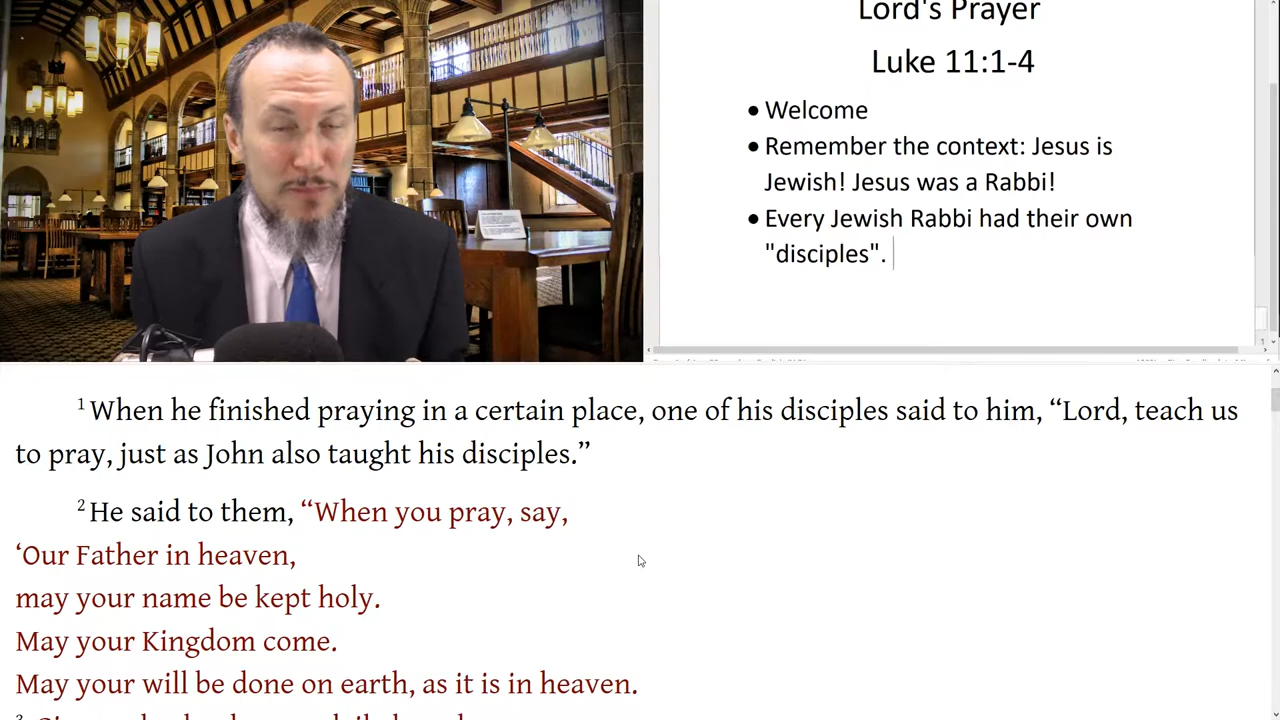 Lord's Prayer
Luke 11:1-4
• Welcome
• Remember the context: Jesus is
Jewish! Jesus was a Rabbi!
• Every Jewish Rabbi had their own
"disciples".
1 When he finished praying in a certain place, one of his disciples said to him, “Lord, teach us
to pray, just as John also taught his disciples.”
2 He said to them, “When you pray, say,
‘Our Father in heaven,
may your name be kept holy.
May your Kingdom come.
May your will be done on earth, as it is in heaven.